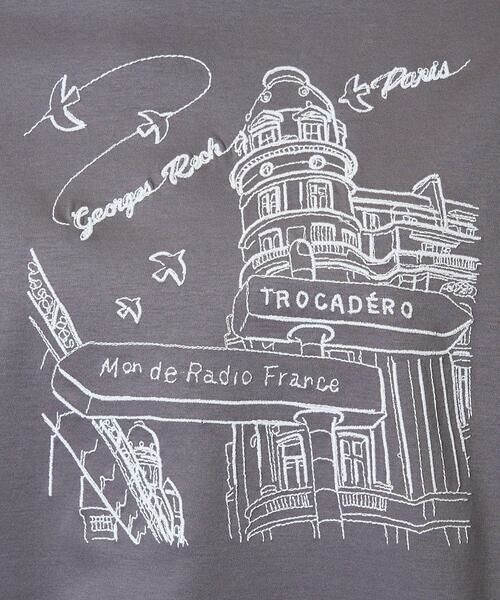 Paris
Georges Rech
TROCADÉRO
Mon de Radio France